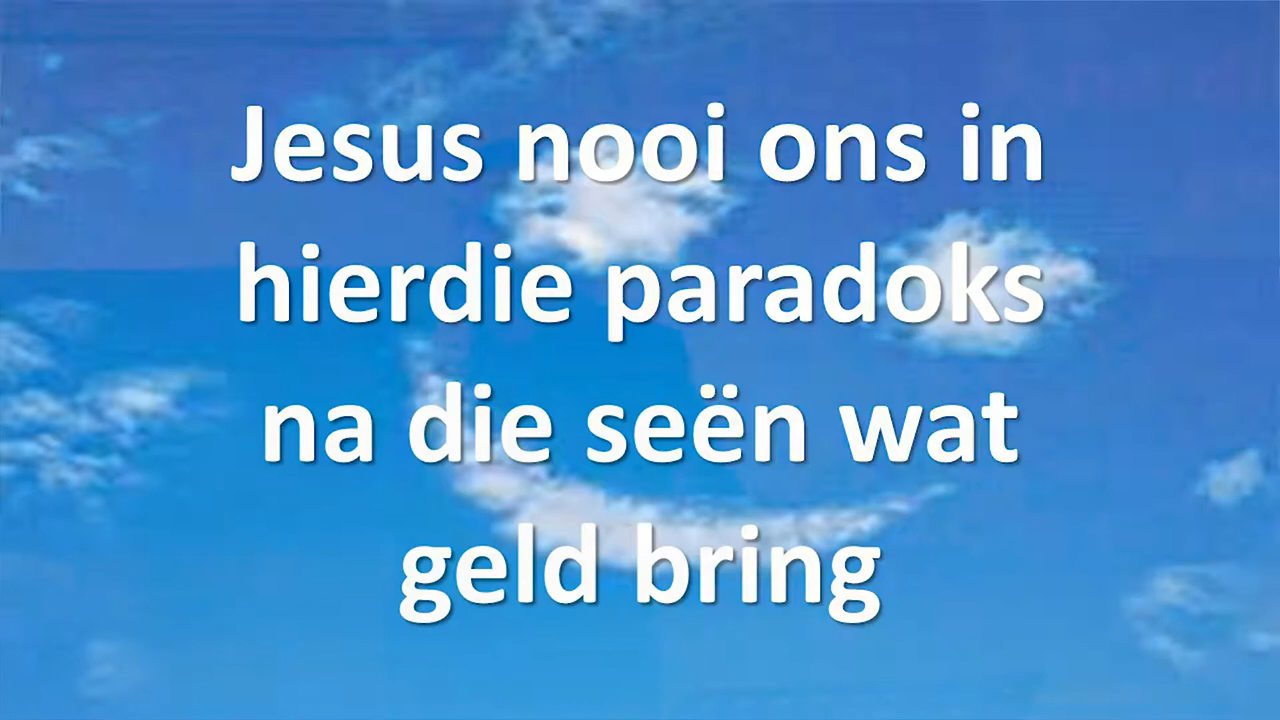 Jesus nooi ons in
hierdie paradoks
na die seën wat
geld bring